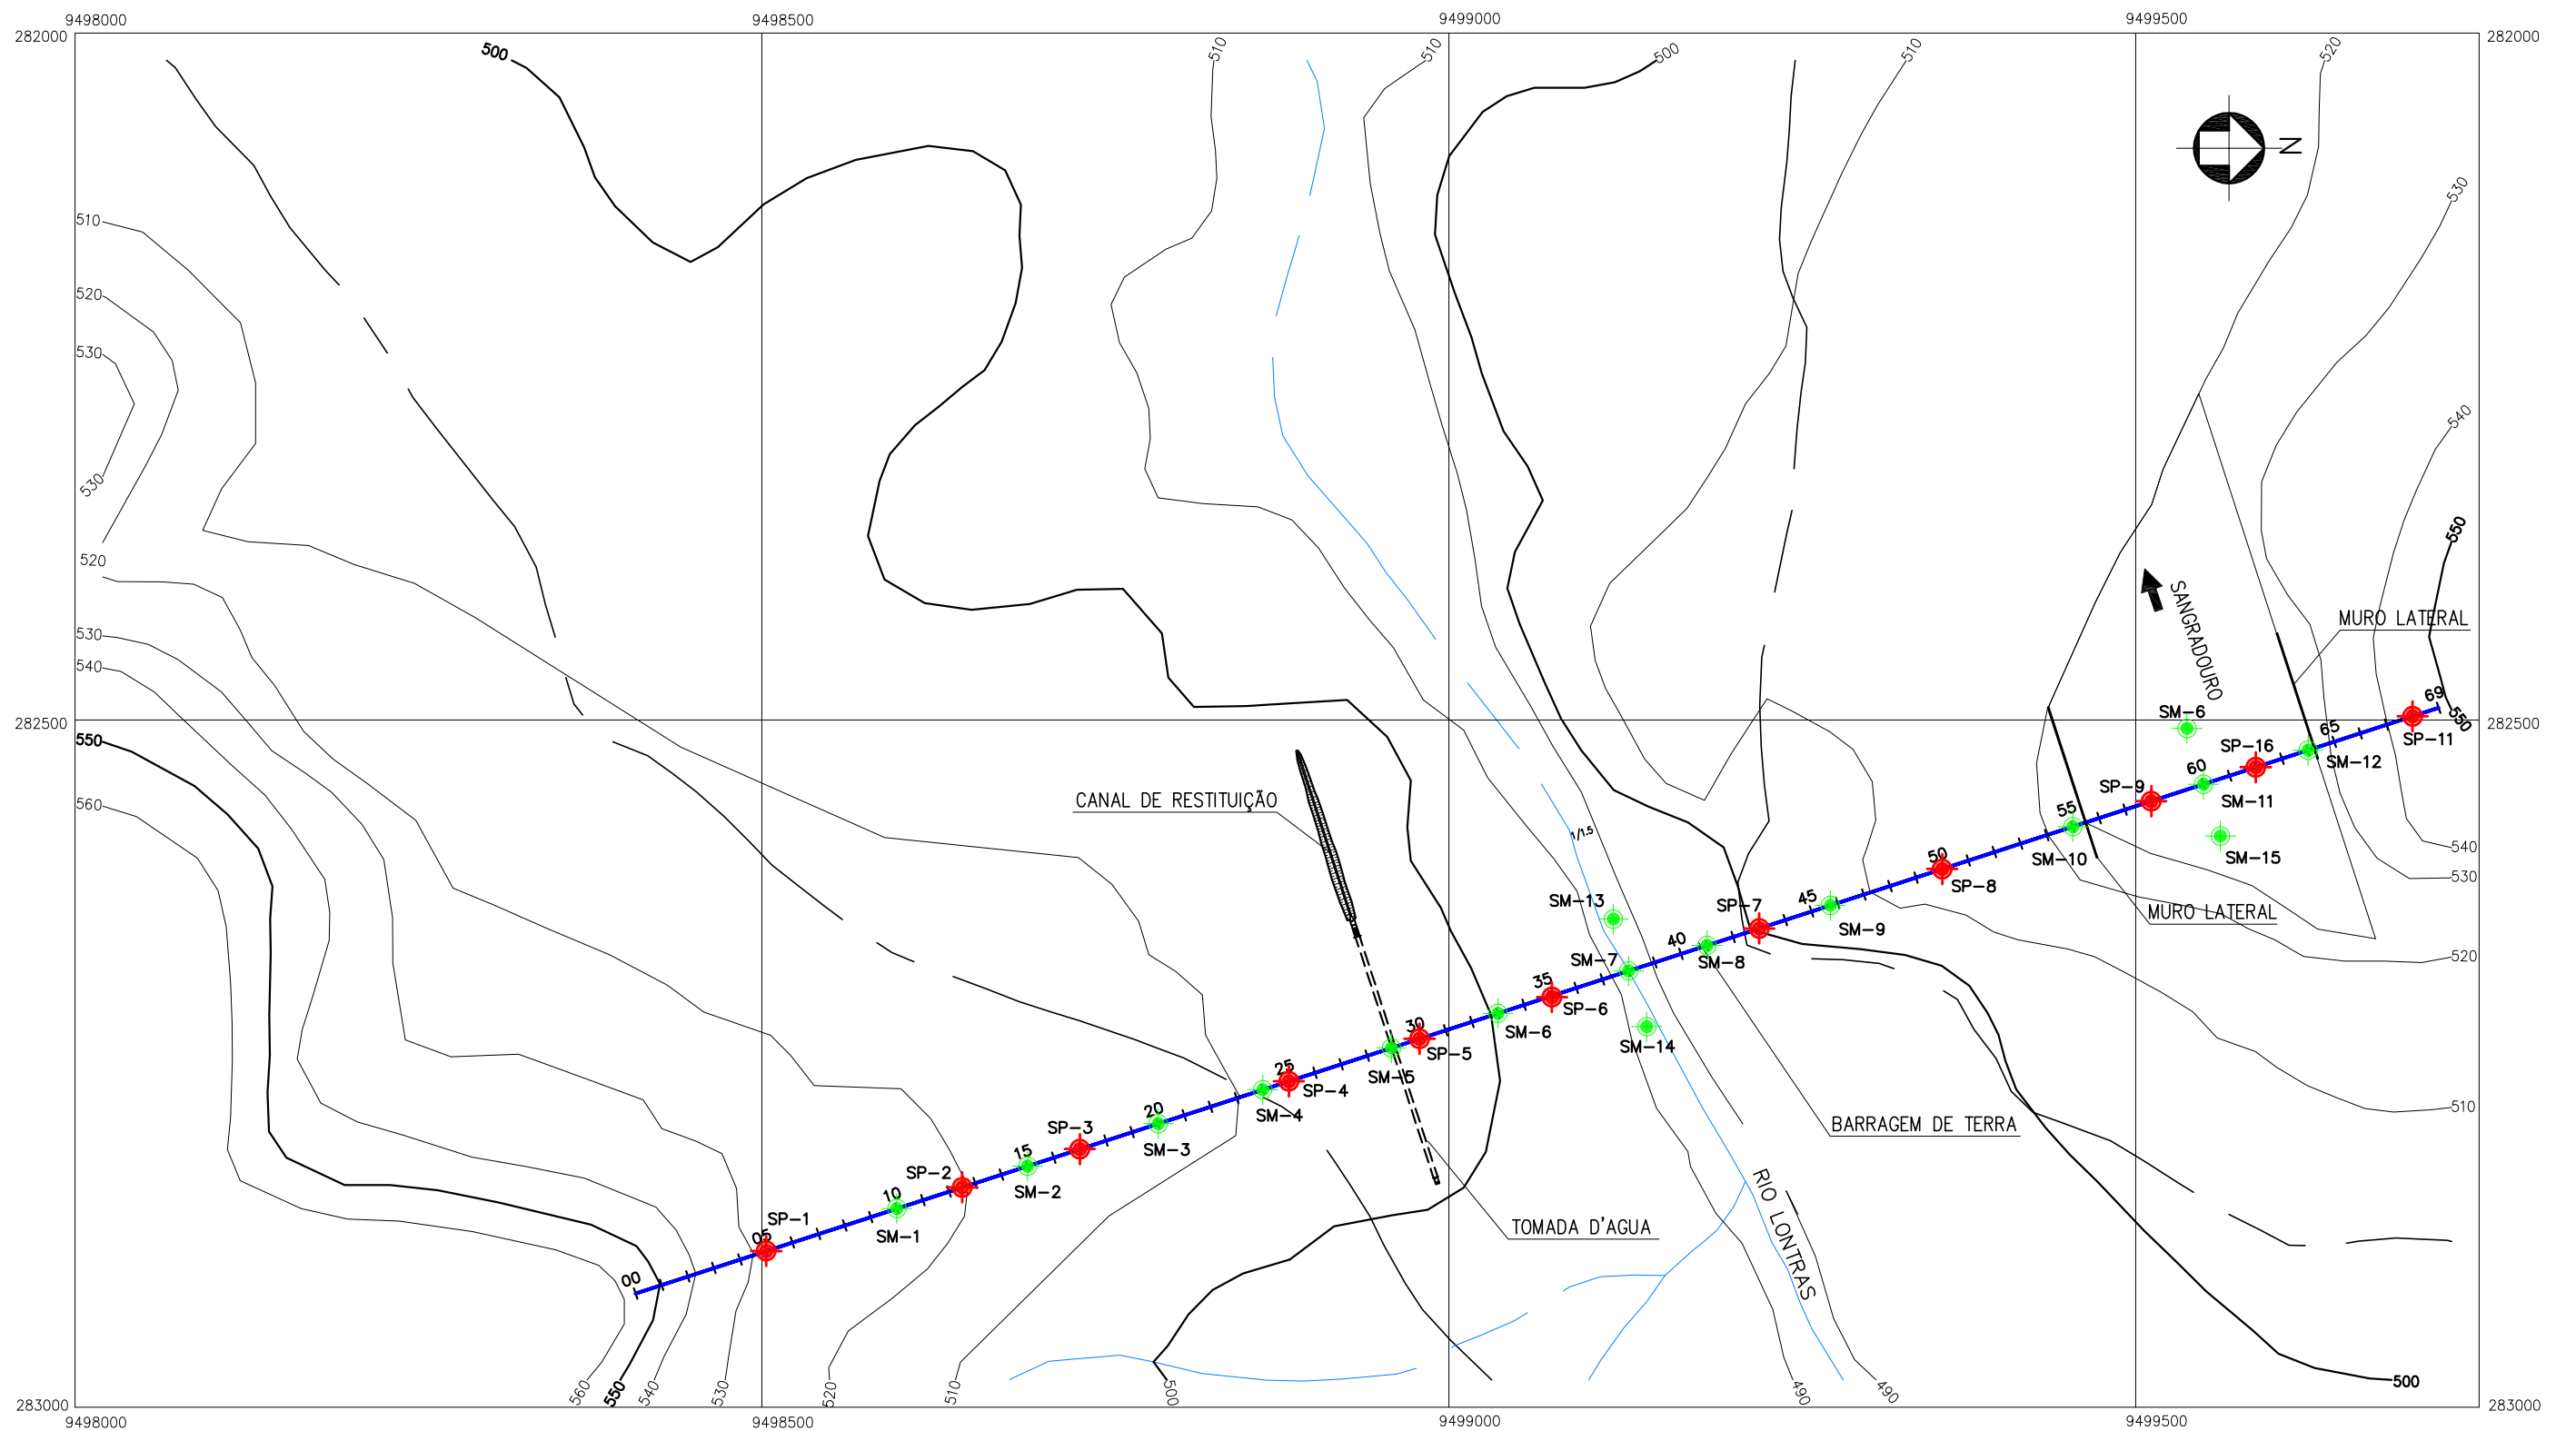 9498000
9498500
9499000
9499500
282000
282000
500
510
510
500
510
520
N
530
510
520
530
540
530
550
520
SANGRADOURO
MURO LATERAL
530
540
282500
282500
550
69
550
SM-6
65
SP-11
SP-16
SM-12
60
SP-9
SM-11
CANAL DE RESTITUIÇÃO
560
55
1/1.5
540
SM-10
SM-15
50
530
SP-8
45
SM-13
SP-7
MURO LATERAL
SM-9
40
520
SM-7
SM-8
35
SP-6
30
SM-6
SP-5
SM-14
25
SM-5
SP-4
510
20
SM-4
BARRAGEM DE TERRA
SP-3
SM-3
15
SP-2
SM-2
RIO LONTRAS
10
SP-1
SM-1
TOMADA D'AGUA
05
00
560
550
540
530
520
510
500
490
490
500
283000
283000
9498000
9498500
9499000
9499500